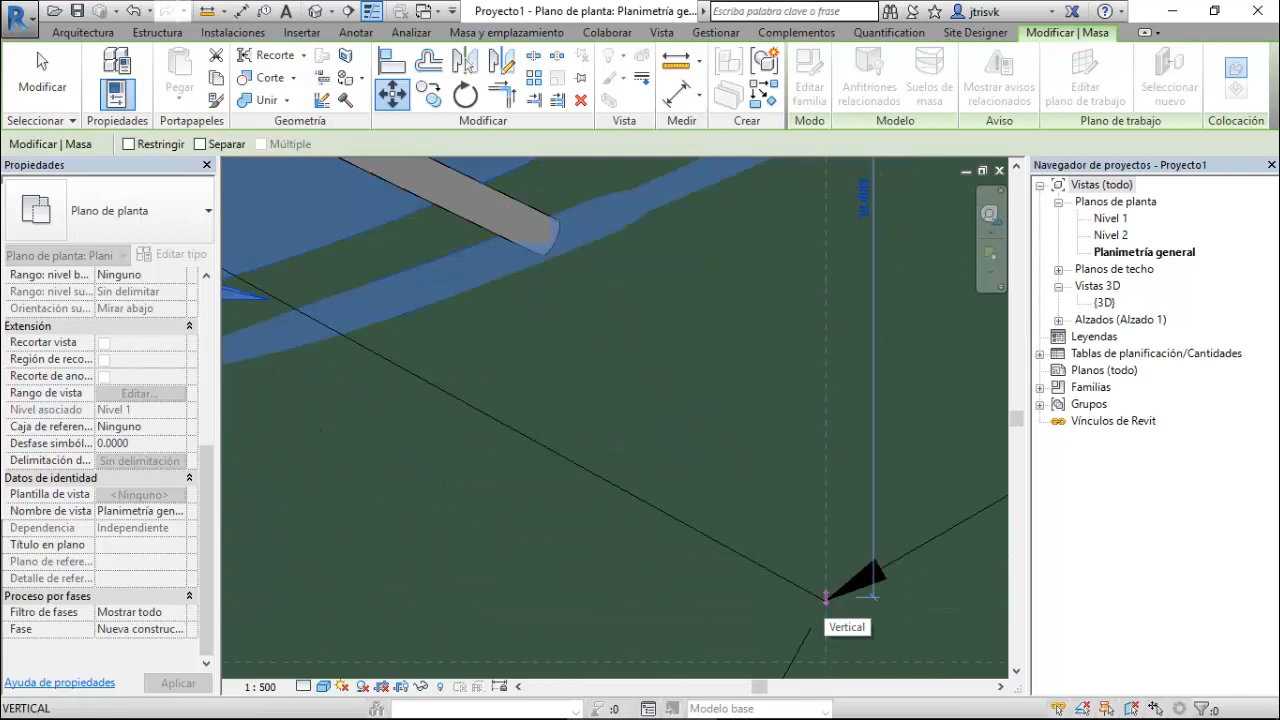 Proyecto1 - Plano de planta: Planimetría ge...
Escriba palabra clave o frase
jtrisvk
Arquitectura
Estructura
Instalaciones
Insertar
Anotar
Analizar
Masa y emplazamiento
Colaborar
Vista
Gestionar
Complementos
Quantification
Site Designer
Modificar | Masa
Modificar
Pegar
Recorte
Corte
Unir
Editar
familia
Anfitriones
relacionados
Suelos de
masa
Mostrar avisos
relacionados
Editar
plano de trabajo
Seleccionar
nuevo
Seleccionar
Propiedades
Portapapeles
Geometría
Modificar
Vista
Medir
Crear
Modo
Modelo
Aviso
Plano de trabajo
Colocación
Modificar | Masa
Restringir
Separar
Múltiple
Propiedades
Plano de planta
Plano de planta: Plani
Editar tipo
Rango: nivel b... Ninguno
Rango: nivel su... Sin delimitar
Orientación su... Mirar abajo
Extensión
Recortar vista
Región de reco...
Recorte de ano...
Rango de vista Editar...
Nivel asociado Nivel 1
Caja de referen... Ninguno
Desfase simból... 0.0000
Delimitación d... Sin delimitación
Datos de identidad
Plantilla de vista <Ninguno>
Nombre de vista Planimetría gen...
Dependencia Independiente
Título en plano
Plano de refere...
Detalle de refer...
Proceso por fases
Filtro de fases Mostrar todo
Fase Nueva construc...
Ayuda de propiedades
Aplicar
Vertical
1 : 500
Navegador de proyectos - Proyecto1
Vistas (todo)
Planos de planta
Nivel 1
Nivel 2
Planimetría general
Planos de techo
Vistas 3D
{3D}
Alzados (Alzado 1)
Leyendas
Tablas de planificación/Cantidades
Planos (todo)
Familias
Grupos
Vínculos de Revit
VERTICAL
:0
Modelo base
:0